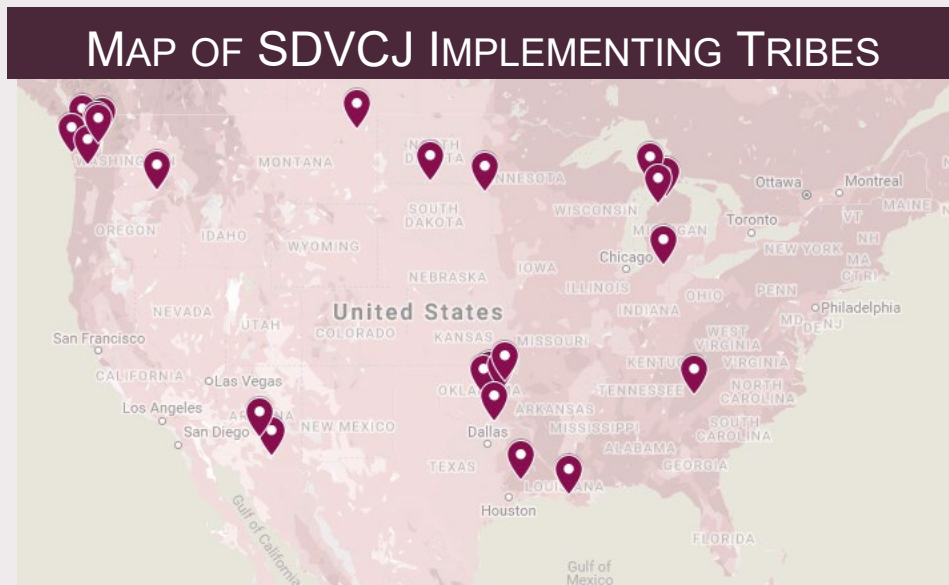 MAP OF SDVCJ IMPLEMENTING TRIBES
WASHINGTON
MONTANA
NORTH
DAKOTA
NNESOTA
Ottawa
Montreal
MAINE
OREGON
IDAHO
SOUTH
DAKOTA
WISCONSIN
MICHIGAN
Toronto
VT
NH
WYOMING
NEW YORK
MA
CT RI
IOWA
Chicago
NEBRASKA
ILLINOIS
INDIANA
OHIO
PENN
Philadelphia
NEVADA
UTAH
United States
COLORADO
KANSAS
MISSOURI
WEST
VIRGINIA
MD
DE
NJ
San Francisco
KENTUC
VIRGINIA
CALIFORNIA
Las Vegas
OKLAHOMA
TENNESSEE
NORTH
CAROLINA
Los Angeles
ARIZONA
NEW MEXICO
ARKANSAS
San Diego
Dallas
MISSISSIPPI
SOUTH
CAROLINA
ALABAMA
TEXAS
GEORGIA
LOUISIANA
Houston
Gulf of
California
FLORIDA
Gulf of
Mexico